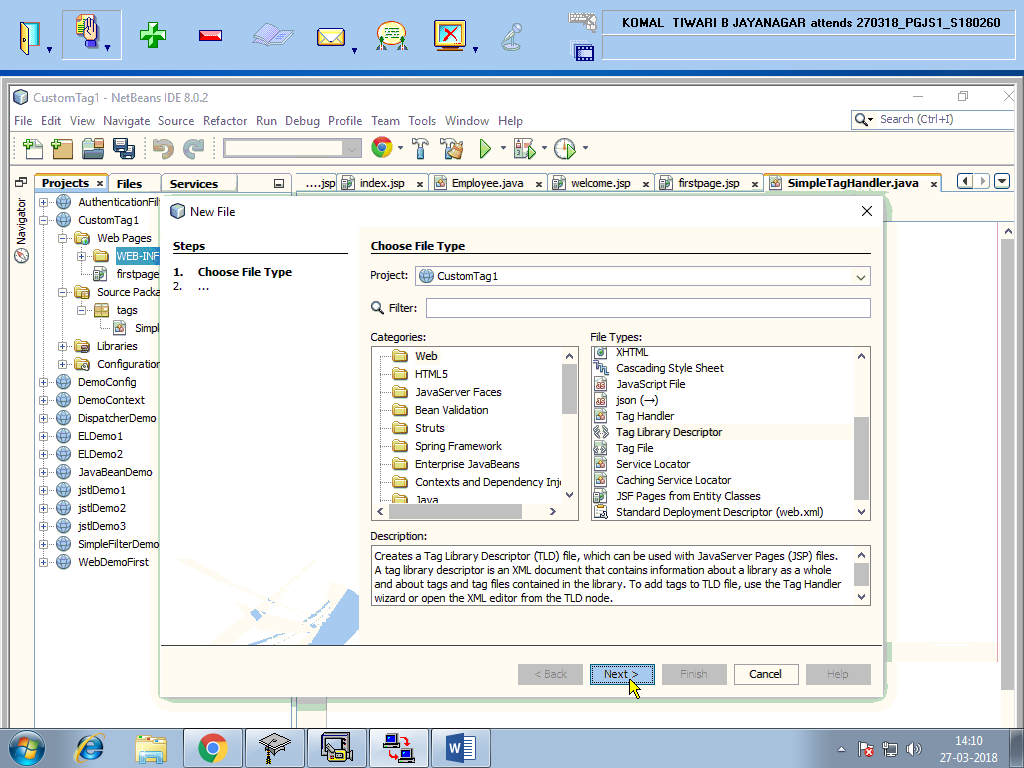 KOMAL TIWARI B JAYANAGAR attends 270318_PGJS1_S180260
CustomTag1 - NetBeans IDE 8.0.2
File Edit View Navigate Source Refactor Run Debug Profile Team Tools Window Help
Search (Ctrl+I)
Projects Files Services
....jsp index.jsp Employee.java welcome.jsp firstpage.jsp SimpleTagHandler.java
Navigator
AuthenticationFil
CustomTag1
Web Pages
WEB-INF
firstpage
Source Packa
tags
Simpl
Libraries
Configuration
DemoConfig
DemoContext
DispatcherDemo
ELDemo1
ELDemo2
JavaBeanDemo
jstlDemo1
jstlDemo2
jstlDemo3
SimpleFilterDemo
WebDemoFirst
New File
Steps
1. Choose File Type
2. ...
Choose File Type
Project: CustomTag1
Filter:
Categories:
Web
HTML5
JavaServer Faces
Bean Validation
Struts
Spring Framework
Enterprise JavaBeans
Contexts and Dependency Inje
Java
File Types:
XHTML
Cascading Style Sheet
JavaScript File
json (→)
Tag Handler
Tag Library Descriptor
Tag File
Service Locator
Caching Service Locator
JSF Pages from Entity Classes
Standard Deployment Descriptor (web.xml)
Description:
Creates a Tag Library Descriptor (TLD) file, which can be used with JavaServer Pages (JSP) files.
A tag library descriptor is an XML document that contains information about a library as a whole
and about tags and tag files contained in the library. To add tags to TLD file, use the Tag Handler
wizard or open the XML editor from the TLD node.
< Back Next > Finish Cancel Help
14:10
27-03-2018